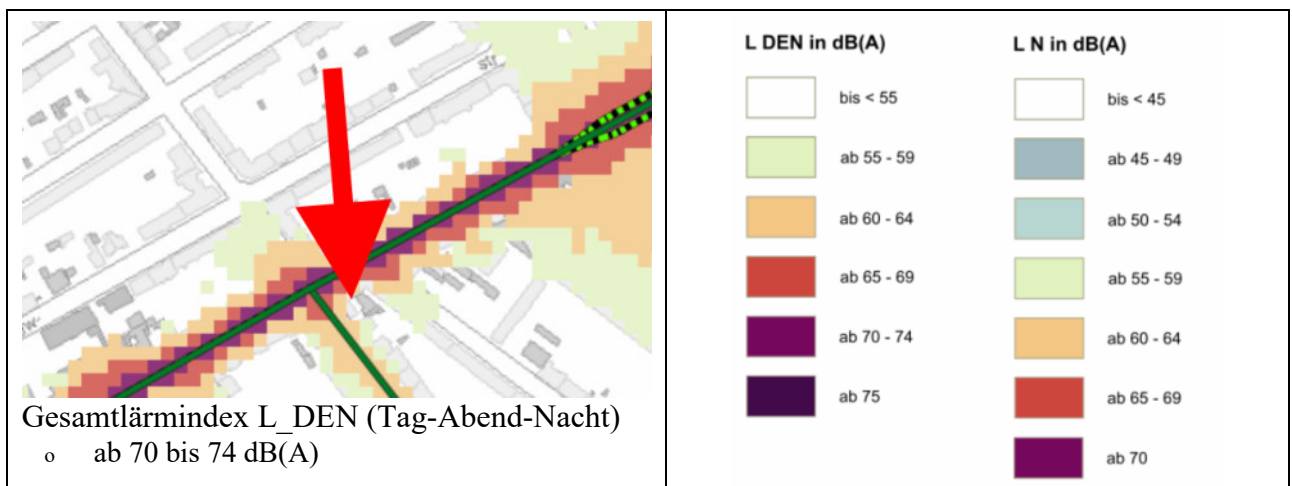 str
ew-
Gesamtlärmindex L_DEN (Tag-Abend-Nacht)
o ab 70 bis 74 dB(A)
L DEN in dB(A)
bis < 55
ab 55 - 59
ab 60 - 64
ab 65 - 69
ab 70 - 74
ab 75
L N in dB(A)
bis < 45
ab 45 - 49
ab 50 - 54
ab 55 - 59
ab 60 - 64
ab 65 - 69
ab 70